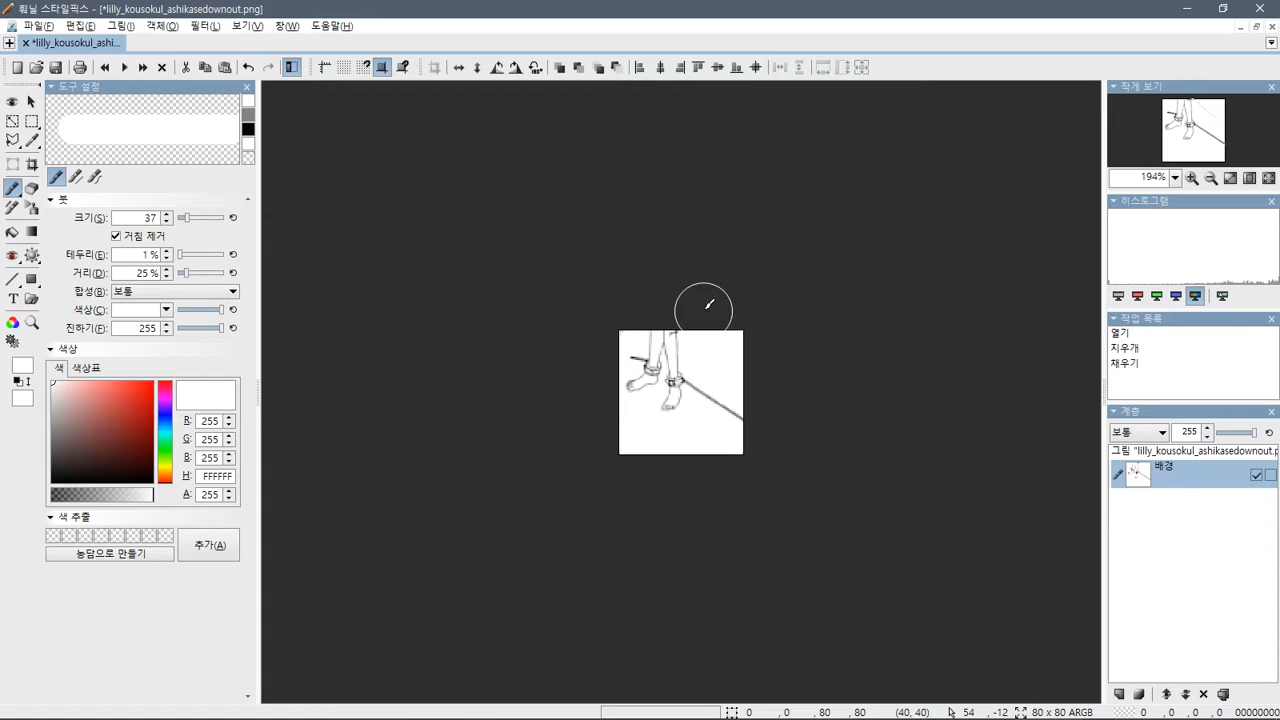 훠닐 스타일픽스 - [*lilly_kousokul_ashikasedownout.png]
파일(F) 편집(E) 그림(I) 객체(O) 필터(L) 보기(V) 창(W) 도움말(H)
*lilly_kousokul_ashi...
도구 설정
붓
크기(S): 37
거침 제거
테두리(E): 1 %
거리(D): 25 %
합성(B): 보통
색상(C):
진하기(F): 255
색상
색 색상표
R: 255
G: 255
B: 255
H: FFFFFF
A: 255
색 추출
추가(A)
농담으로 만들기
작게 보기
194%
히스토그램
작업 목록
열기
지우개
채우기
계층
보통 255
그림 "lilly_kousokul_ashikasedownout.p
배경
0 , 0 , 80 , 80 (40, 40) 54 , -12 80 x 80 ARGB 0 , 0 , 0 , 0 00000000